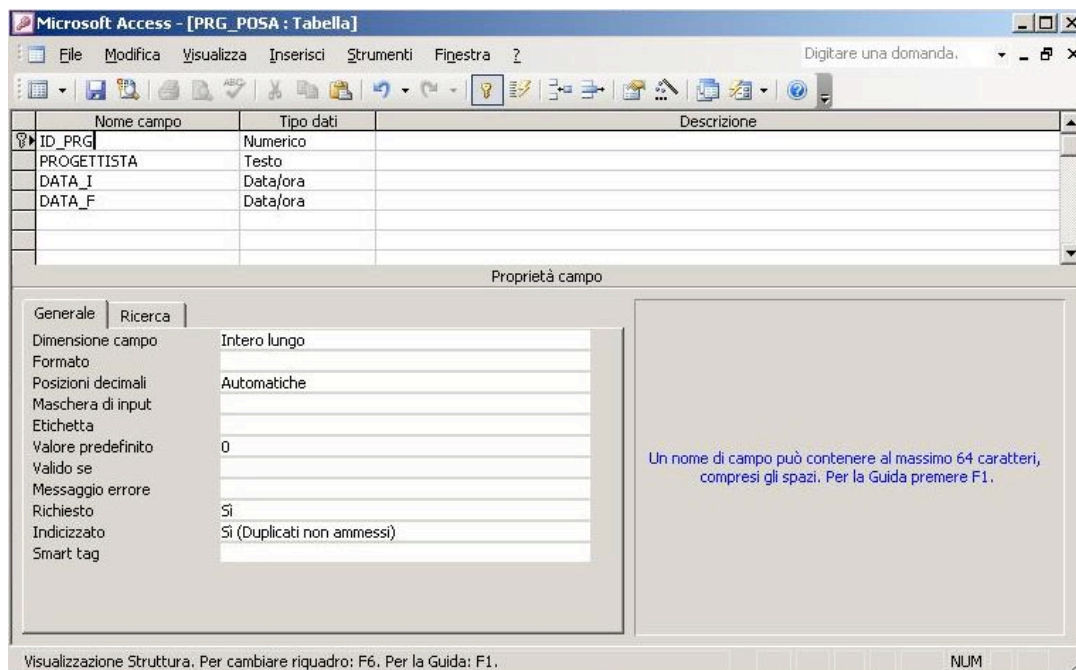 Microsoft Access - [PRG_POSA : Tabella]
File Modifica Visualizza Inserisci Strumenti Finestra ? Digitare una domanda.
Nome campo Tipo dati Descrizione
ID_PRG Numerico
PROGETTISTA Testo
DATA_I Data/ora
DATA_F Data/ora
Proprietà campo
Generale Ricerca
Dimensione campo Intero lungo
Formato
Posizioni decimali Automatiche
Maschera di input
Etichetta
Valore predefinito 0
Valido se
Messaggio errore
Richiesto Sì
Indicizzato Sì (Duplicati non ammessi)
Smart tag
Un nome di campo può contenere al massimo 64 caratteri,
compresi gli spazi. Per la Guida premere F1.
Visualizzazione Struttura. Per cambiare riquadro: F6. Per la Guida: F1. NUM